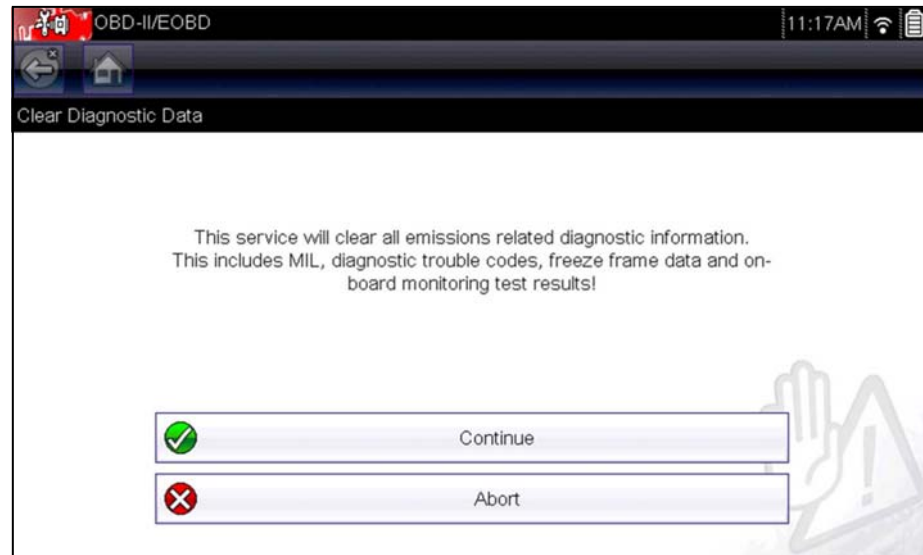 OBD-II/EOBD
11:17AM
Clear Diagnostic Data
This service will clear all emissions related diagnostic information.
This includes MIL, diagnostic trouble codes, freeze frame data and on-
board monitoring test results!
Continue
Abort